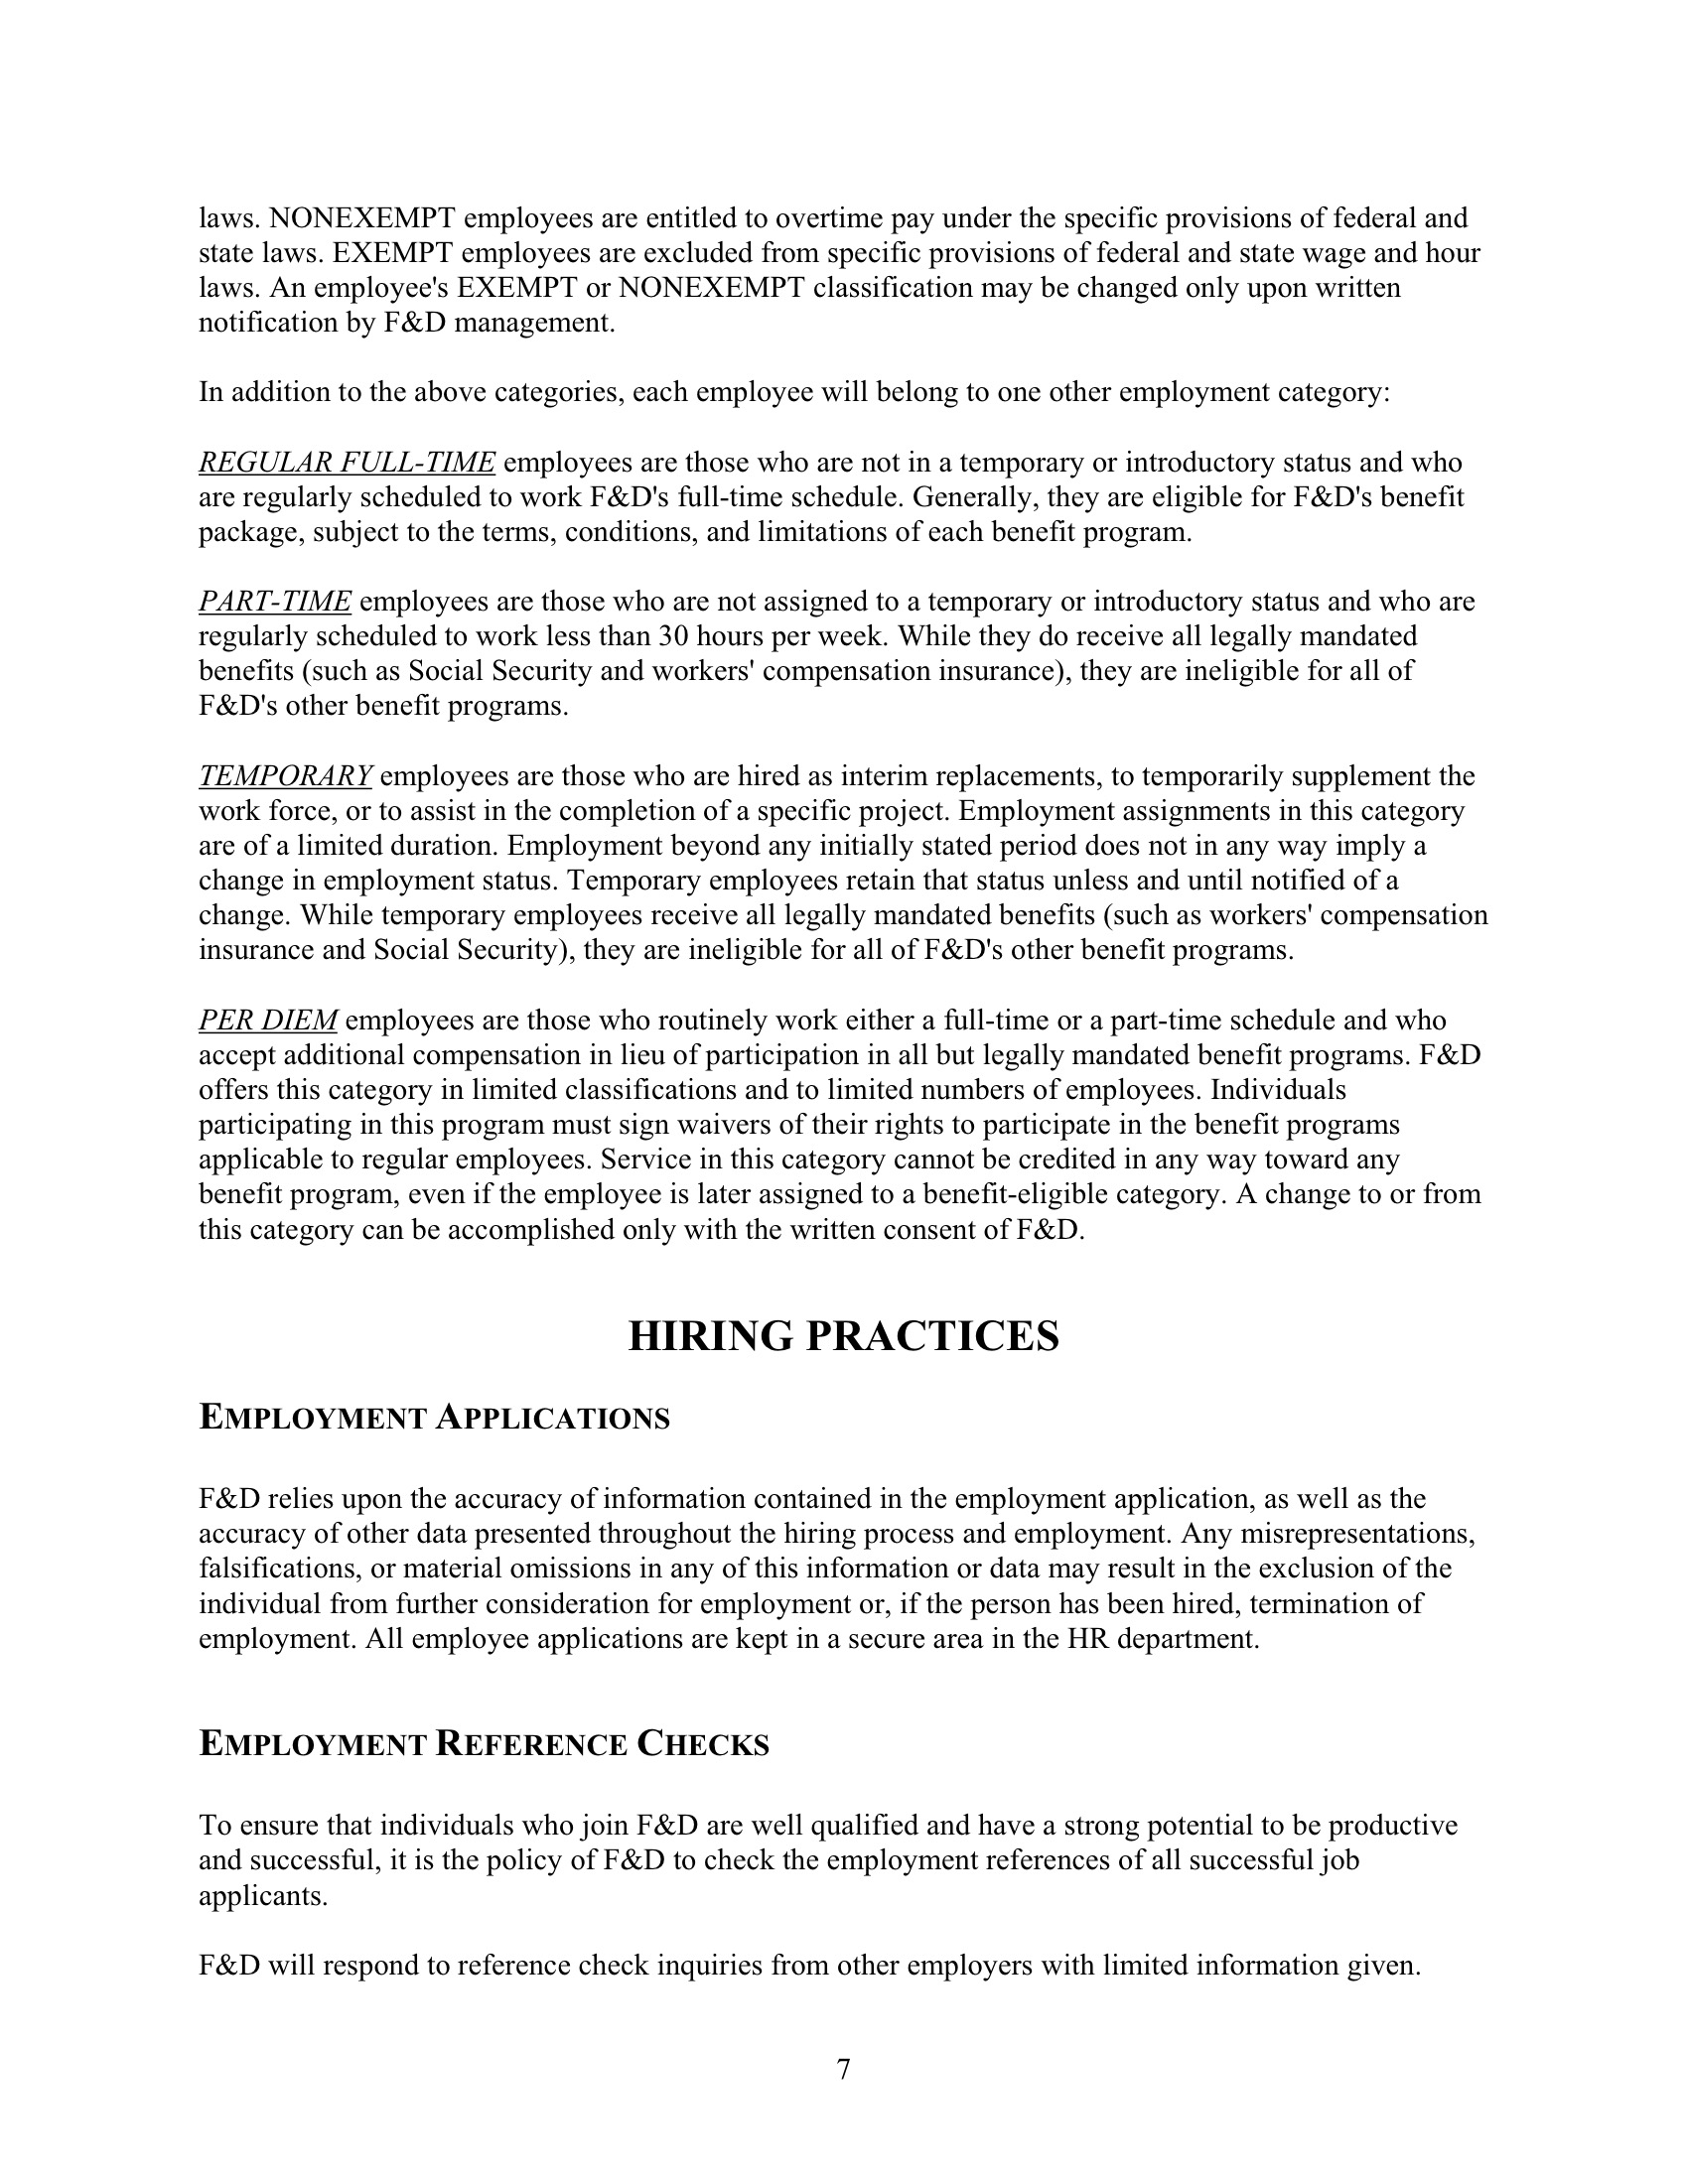 laws. NONEXEMPT employees are entitled to overtime pay under the specific provisions of federal and
state laws. EXEMPT employees are excluded from specific provisions of federal and state wage and hour
laws. An employee's EXEMPT or NONEXEMPT classification may be changed only upon written
notification by F&D management.
In addition to the above categories, each employee will belong to one other employment category:
REGULAR FULL-TIME employees are those who are not in a temporary or introductory status and who
are regularly scheduled to work F&D's full-time schedule. Generally, they are eligible for F&D's benefit
package, subject to the terms, conditions, and limitations of each benefit program.
PART-TIME employees are those who are not assigned to a temporary or introductory status and who are
regularly scheduled to work less than 30 hours per week. While they do receive all legally mandated
benefits (such as Social Security and workers' compensation insurance), they are ineligible for all of
F&D's other benefit programs.
TEMPORARY employees are those who are hired as interim replacements, to temporarily supplement the
work force, or to assist in the completion of a specific project. Employment assignments in this category
are of a limited duration. Employment beyond any initially stated period does not in any way imply a
change in employment status. Temporary employees retain that status unless and until notified of a
change. While temporary employees receive all legally mandated benefits (such as workers' compensation
insurance and Social Security), they are ineligible for all of F&D's other benefit programs.
PER DIEM employees are those who routinely work either a full-time or a part-time schedule and who
accept additional compensation in lieu of participation in all but legally mandated benefit programs. F&D
offers this category in limited classifications and to limited numbers of employees. Individuals
participating in this program must sign waivers of their rights to participate in the benefit programs
applicable to regular employees. Service in this category cannot be credited in any way toward any
benefit program, even if the employee is later assigned to a benefit-eligible category. A change to or from
this category can be accomplished only with the written consent of F&D.
HIRING PRACTICES
EMPLOYMENT APPLICATIONS
F&D relies upon the accuracy of information contained in the employment application, as well as the
accuracy of other data presented throughout the hiring process and employment. Any misrepresentations,
falsifications, or material omissions in any of this information or data may result in the exclusion of the
individual from further consideration for employment or, if the person has been hired, termination of
employment. All employee applications are kept in a secure area in the HR department.
EMPLOYMENT REFERENCE CHECKS
To ensure that individuals who join F&D are well qualified and have a strong potential to be productive
and successful, it is the policy of F&D to check the employment references of all successful job
applicants.
F&D will respond to reference check inquiries from other employers with limited information given.
7